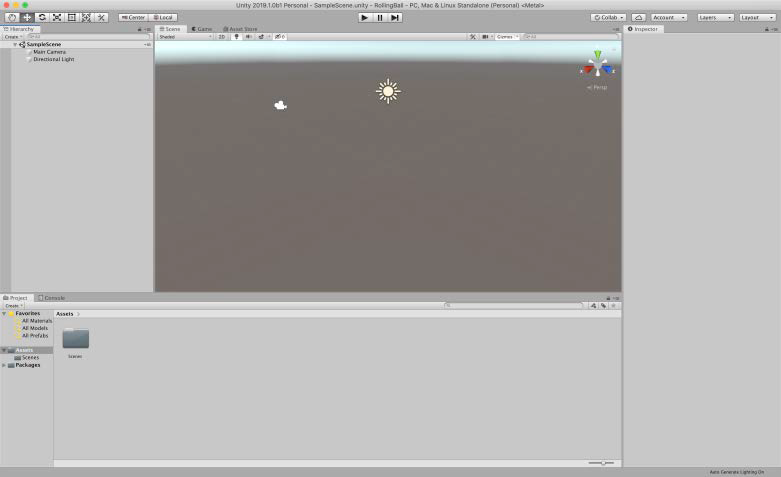 Unity 2019.1.0b1 Personal - SampleScene.unity - RollingBall - PC, Mac & Linux Standalone (Personal) <Metal>
Center Local Collab Account Layers Layout
Hierarchy Scene Game Asset Store Inspector
Create All Shaded 2D 0 Gizmos All
SampleScene
Main Camera
Directional Light
x z
Persp
Project Console
Create
Favorites Assets
All Materials
All Models
All Prefabs
Assets
Scenes Scenes
Packages
Auto Generate Lighting On